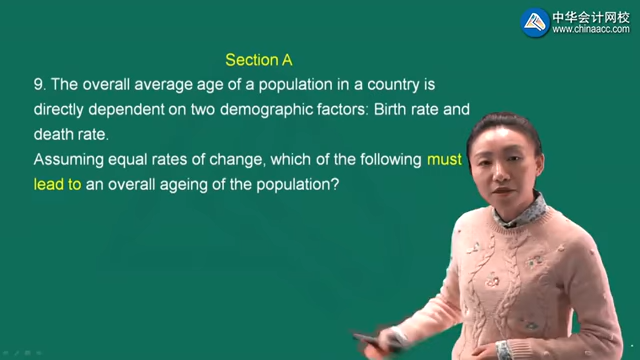 中华会计网校
www.chinaacc.com
Section A
9. The overall average age of a population in a country is
directly dependent on two demographic factors: Birth rate and
death rate.
Assuming equal rates of change, which of the following must
lead to an overall ageing of the population?